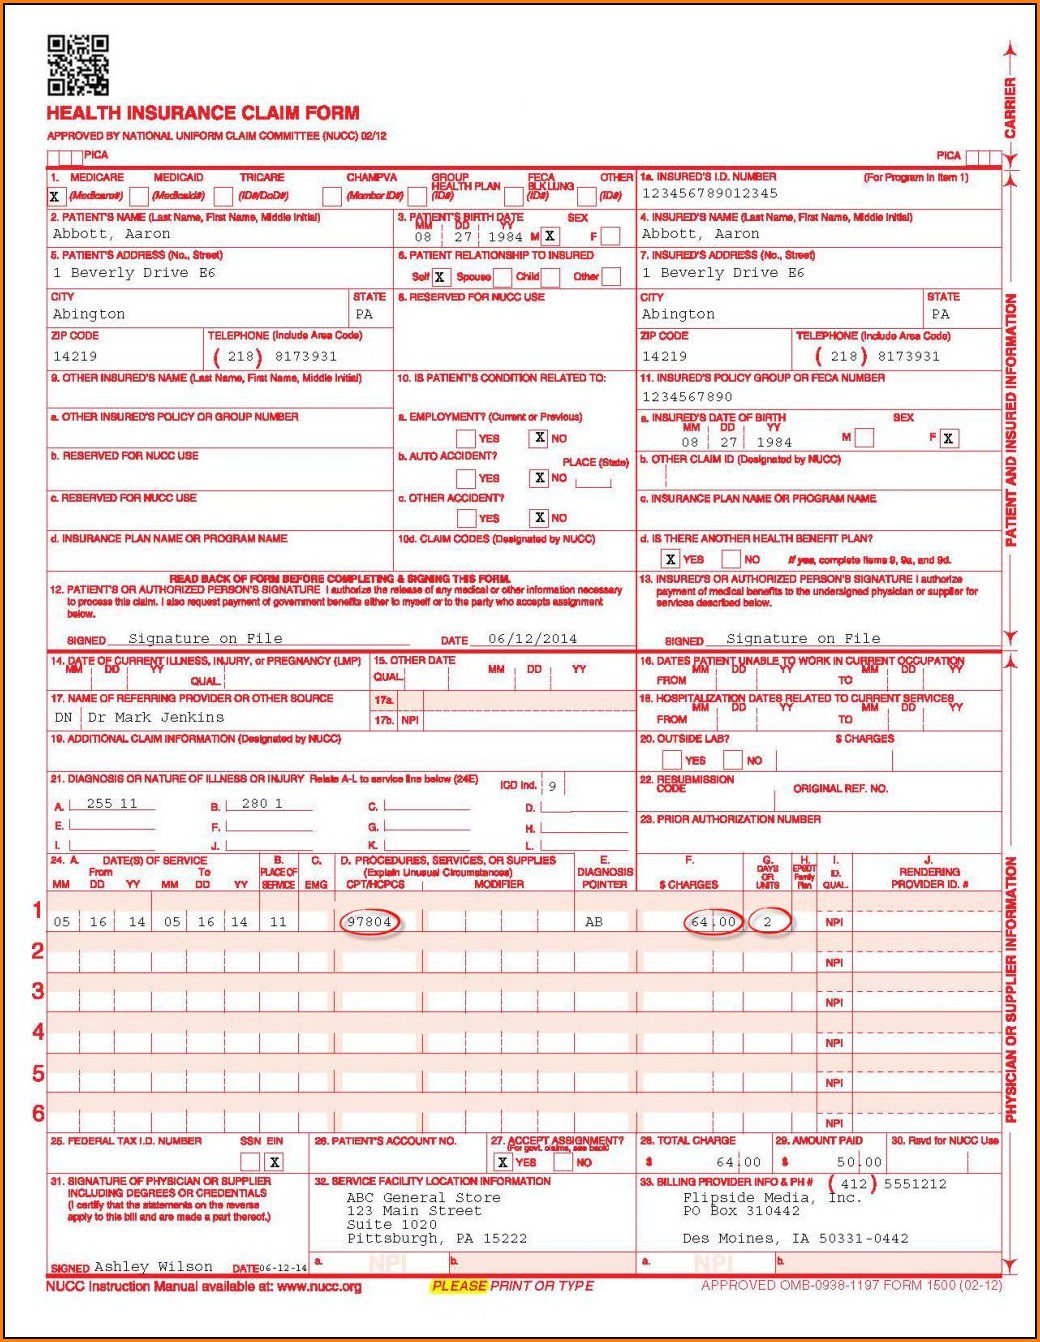 HEALTH INSURANCE CLAIM FORM
APPROVED BY NATIONAL UNIFORM CLAIM COMMITTEE (NUCC) 02/12
PICA
PICA
CARRIER
1. MEDICARE MEDICAID TRICARE CHAMPVA GROUP HEALTH PLAN FECA BLK LUNG OTHER
X (Medicare#) (Medicaid#) (ID#/DoD#) (Member ID#) (ID#) (ID#) (ID#)
1a. INSURED'S I.D. NUMBER (For Program in Item 1)
123456789012345
2. PATIENT'S NAME (Last Name, First Name, Middle Initial)
Abbott, Aaron
3. PATIENT'S BIRTH DATE SEX
MM DD YY
08 27 1984 M X F
4. INSURED'S NAME (Last Name, First Name, Middle Initial)
Abbott, Aaron
5. PATIENT'S ADDRESS (No., Street)
1 Beverly Drive E6
6. PATIENT RELATIONSHIP TO INSURED
Self X Spouse Child Other
7. INSURED'S ADDRESS (No., Street)
1 Beverly Drive E6
CITY STATE
Abington PA
8. RESERVED FOR NUCC USE
CITY STATE
Abington PA
ZIP CODE TELEPHONE (Include Area Code)
14219 (218) 8173931
ZIP CODE TELEPHONE (Include Area Code)
14219 (218) 8173931
9. OTHER INSURED'S NAME (Last Name, First Name, Middle Initial)
10. IS PATIENT'S CONDITION RELATED TO:
11. INSURED'S POLICY GROUP OR FECA NUMBER
1234567890
a. OTHER INSURED'S POLICY OR GROUP NUMBER
a. EMPLOYMENT? (Current or Previous)
YES X NO
a. INSURED'S DATE OF BIRTH SEX
MM DD YY
08 27 1984 M F X
b. RESERVED FOR NUCC USE
b. AUTO ACCIDENT? PLACE (State)
YES X NO
b. OTHER CLAIM ID (Designated by NUCC)
c. RESERVED FOR NUCC USE
c. OTHER ACCIDENT?
YES X NO
c. INSURANCE PLAN NAME OR PROGRAM NAME
d. INSURANCE PLAN NAME OR PROGRAM NAME
10d. CLAIM CODES (Designated by NUCC)
d. IS THERE ANOTHER HEALTH BENEFIT PLAN?
X YES NO If yes, complete items 9, 9a, and 9d.
PATIENT AND INSURED INFORMATION
READ BACK OF FORM BEFORE COMPLETING & SIGNING THIS FORM.
12. PATIENT'S OR AUTHORIZED PERSON'S SIGNATURE I authorize the release of any medical or other information necessary
to process this claim. I also request payment of government benefits either to myself or to the party who accepts assignment
below.
SIGNED Signature on File DATE 06/12/2014
13. INSURED'S OR AUTHORIZED PERSON'S SIGNATURE I authorize
payment of medical benefits to the undersigned physician or supplier for
services described below.
SIGNED Signature on File
14. DATE OF CURRENT ILLNESS, INJURY, or PREGNANCY (LMP)
MM DD YY
QUAL.
15. OTHER DATE
QUAL. MM DD YY
16. DATES PATIENT UNABLE TO WORK IN CURRENT OCCUPATION
MM DD YY MM DD YY
FROM TO
17. NAME OF REFERRING PROVIDER OR OTHER SOURCE
DN Dr Mark Jenkins
17a.
17b. NPI
18. HOSPITALIZATION DATES RELATED TO CURRENT SERVICES
MM DD YY MM DD YY
FROM TO
19. ADDITIONAL CLAIM INFORMATION (Designated by NUCC)
20. OUTSIDE LAB? $ CHARGES
YES NO
21. DIAGNOSIS OR NATURE OF ILLNESS OR INJURY Relate A-L to service line below (24E) ICD Ind. 9
A. 255 11 B. 280 1 C. D.
E. F. G. H.
I. J. K. L.
22. RESUBMISSION CODE ORIGINAL REF. NO.
23. PRIOR AUTHORIZATION NUMBER
24. A. DATE(S) OF SERVICE B. C. D. PROCEDURES, SERVICES, OR SUPPLIES E. F. G. H. I. J.
From To PLACE OF (Explain Unusual Circumstances) DIAGNOSIS DAYS OR EPSDT Family ID. RENDERING
MM DD YY MM DD YY SERVICE EMG CPT/HCPCS MODIFIER POINTER $ CHARGES UNITS Plan QUAL. PROVIDER ID. #
1 05 16 14 05 16 14 11 97804 AB 64 00 2 NPI
2 NPI
3 NPI
4 NPI
5 NPI
6 NPI
PHYSICIAN OR SUPPLIER INFORMATION
25. FEDERAL TAX I.D. NUMBER SSN EIN
X
26. PATIENT'S ACCOUNT NO.
27. ACCEPT ASSIGNMENT?
(For govt. claims, see back)
X YES NO
28. TOTAL CHARGE
$ 64 00
29. AMOUNT PAID
$ 50 00
30. Rsvd for NUCC Use
31. SIGNATURE OF PHYSICIAN OR SUPPLIER
INCLUDING DEGREES OR CREDENTIALS
(I certify that the statements on the reverse
apply to this bill and are made a part thereof.)
SIGNED Ashley Wilson DATE 06-12-14
32. SERVICE FACILITY LOCATION INFORMATION
ABC General Store
123 Main Street
Suite 1020
Pittsburgh, PA 15222
a. NPI b.
33. BILLING PROVIDER INFO & PH # (412) 5551212
Flipside Media, Inc.
PO Box 310442
Des Moines, IA 50331-0442
a. NPI b.
NUCC Instruction Manual available at: www.nucc.org
PLEASE PRINT OR TYPE
APPROVED OMB-0938-1197 FORM 1500 (02-12)